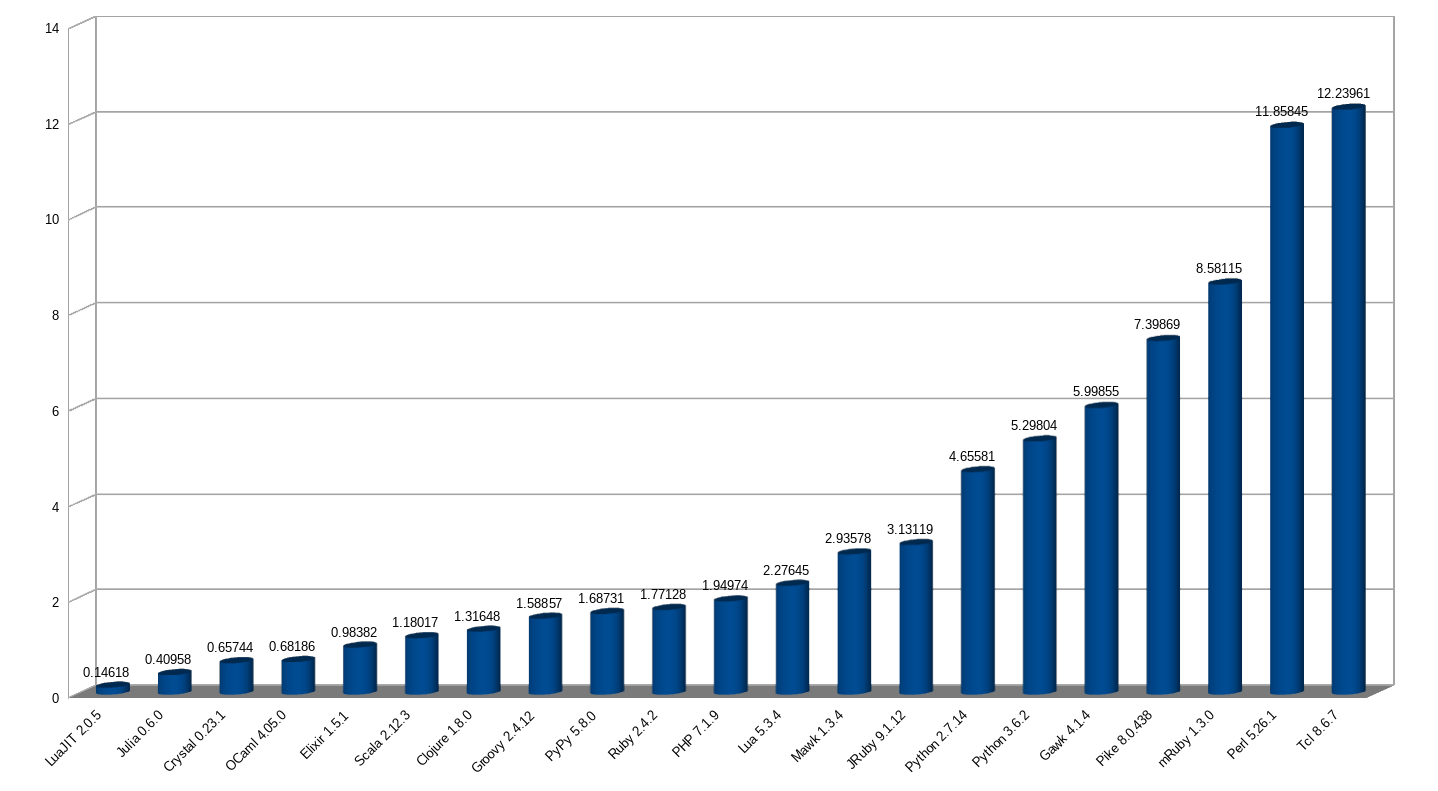 14
12
10
8
6
4
2
0
0.14618
0.40958
0.65744
0.68186
0.98382
1.18017
1.31648
1.58857
1.68731
1.77128
1.94974
2.27645
2.93578
3.13119
4.65581
5.29804
5.99855
7.39869
8.58115
11.85845
12.23961
LuaJIT 2.0.5
Julia 0.6.0
Crystal 0.23.1
OCaml 4.05.0
Elixir 1.5.1
Scala 2.12.3
Clojure 1.8.0
Groovy 2.4.12
PyPy 5.8.0
Ruby 2.4.2
PHP 7.1.9
Lua 5.3.4
Mawk 1.3.4
JRuby 9.1.12
Python 2.7.14
Python 3.6.2
Gawk 4.1.4
Pike 8.0.438
mRuby 1.3.0
Perl 5.26.1
Tcl 8.6.7